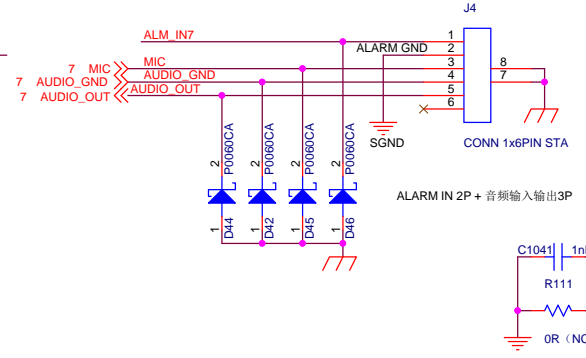 J4
ALM_IN7
1
ALARM GND
2
7 MIC
MIC
3
8
7 AUDIO_GND
AUDIO_GND
4
7
7 AUDIO_OUT
AUDIO_OUT
5
6
SGND
CONN 1x6PIN STA
2 P0060CA
2 P0060CA
2 P0060CA
2 P0060CA
1 D44
1 D42
1 D45
1 D46
ALARM IN 2P + 音频输入输出3P
C1041
R111